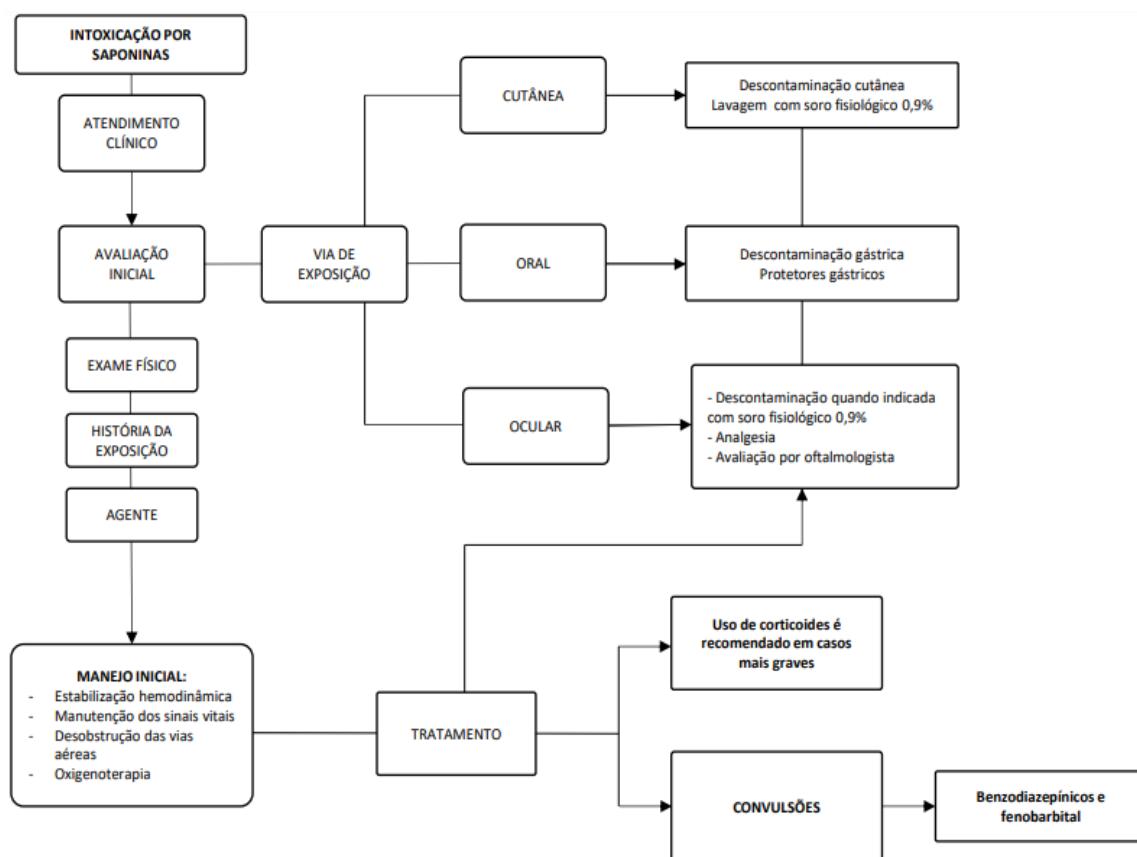 INTOXICAÇÃO POR
SAPONINAS
ATENDIMENTO
CLÍNICO
AVALIAÇÃO
INICIAL
EXAME FÍSICO
HISTÓRIA DA
EXPOSIÇÃO
AGENTE
MANEJO INICIAL:
- Estabilização hemodinâmica
- Manutenção dos sinais vitais
- Desobstrução das vias
aéreas
- Oxigenoterapia
VIA DE
EXPOSIÇÃO
CUTÂNEA
Descontaminação cutânea
Lavagem com soro fisiológico 0,9%
ORAL
Descontaminação gástrica
Protetores gástricos
OCULAR
- Descontaminação quando indicada
com soro fisiológico 0,9%
- Analgesia
- Avaliação por oftalmologista
TRATAMENTO
Uso de corticoides é
recomendado em casos
mais graves
CONVULSÕES
Benzodiazepínicos e
fenobarbital